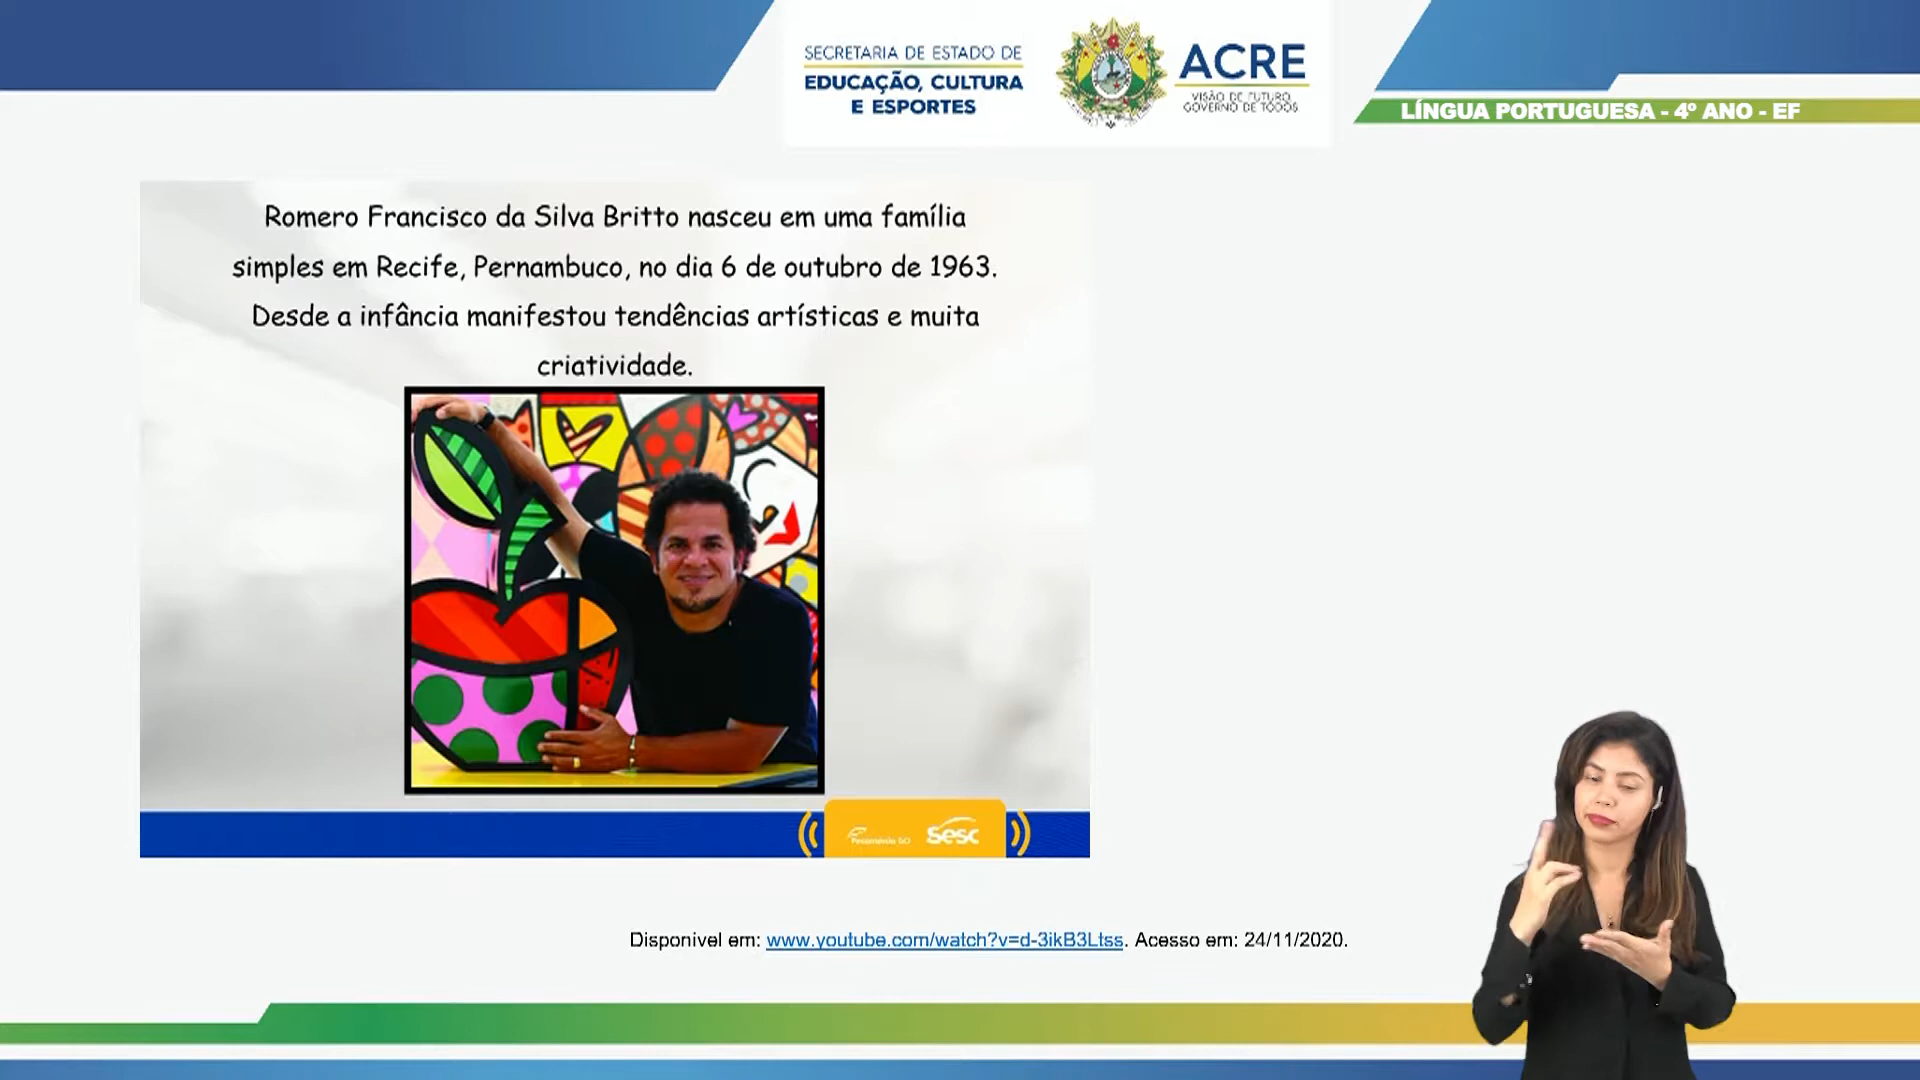 SECRETARIA DE ESTADO DE
EDUCAÇÃO, CULTURA
E ESPORTES
ACRE
VISÃO DE FUTURO,
GOVERNO DE TODOS
LÍNGUA PORTUGUESA - 4º ANO - EF
Romero Francisco da Silva Britto nasceu em uma família
simples em Recife, Pernambuco, no dia 6 de outubro de 1963.
Desde a infância manifestou tendências artísticas e muita
criatividade.
Sesc
Disponivel em: www.youtube.com/watch?v=d-3ikB3Ltss. Acesso em: 24/11/2020.